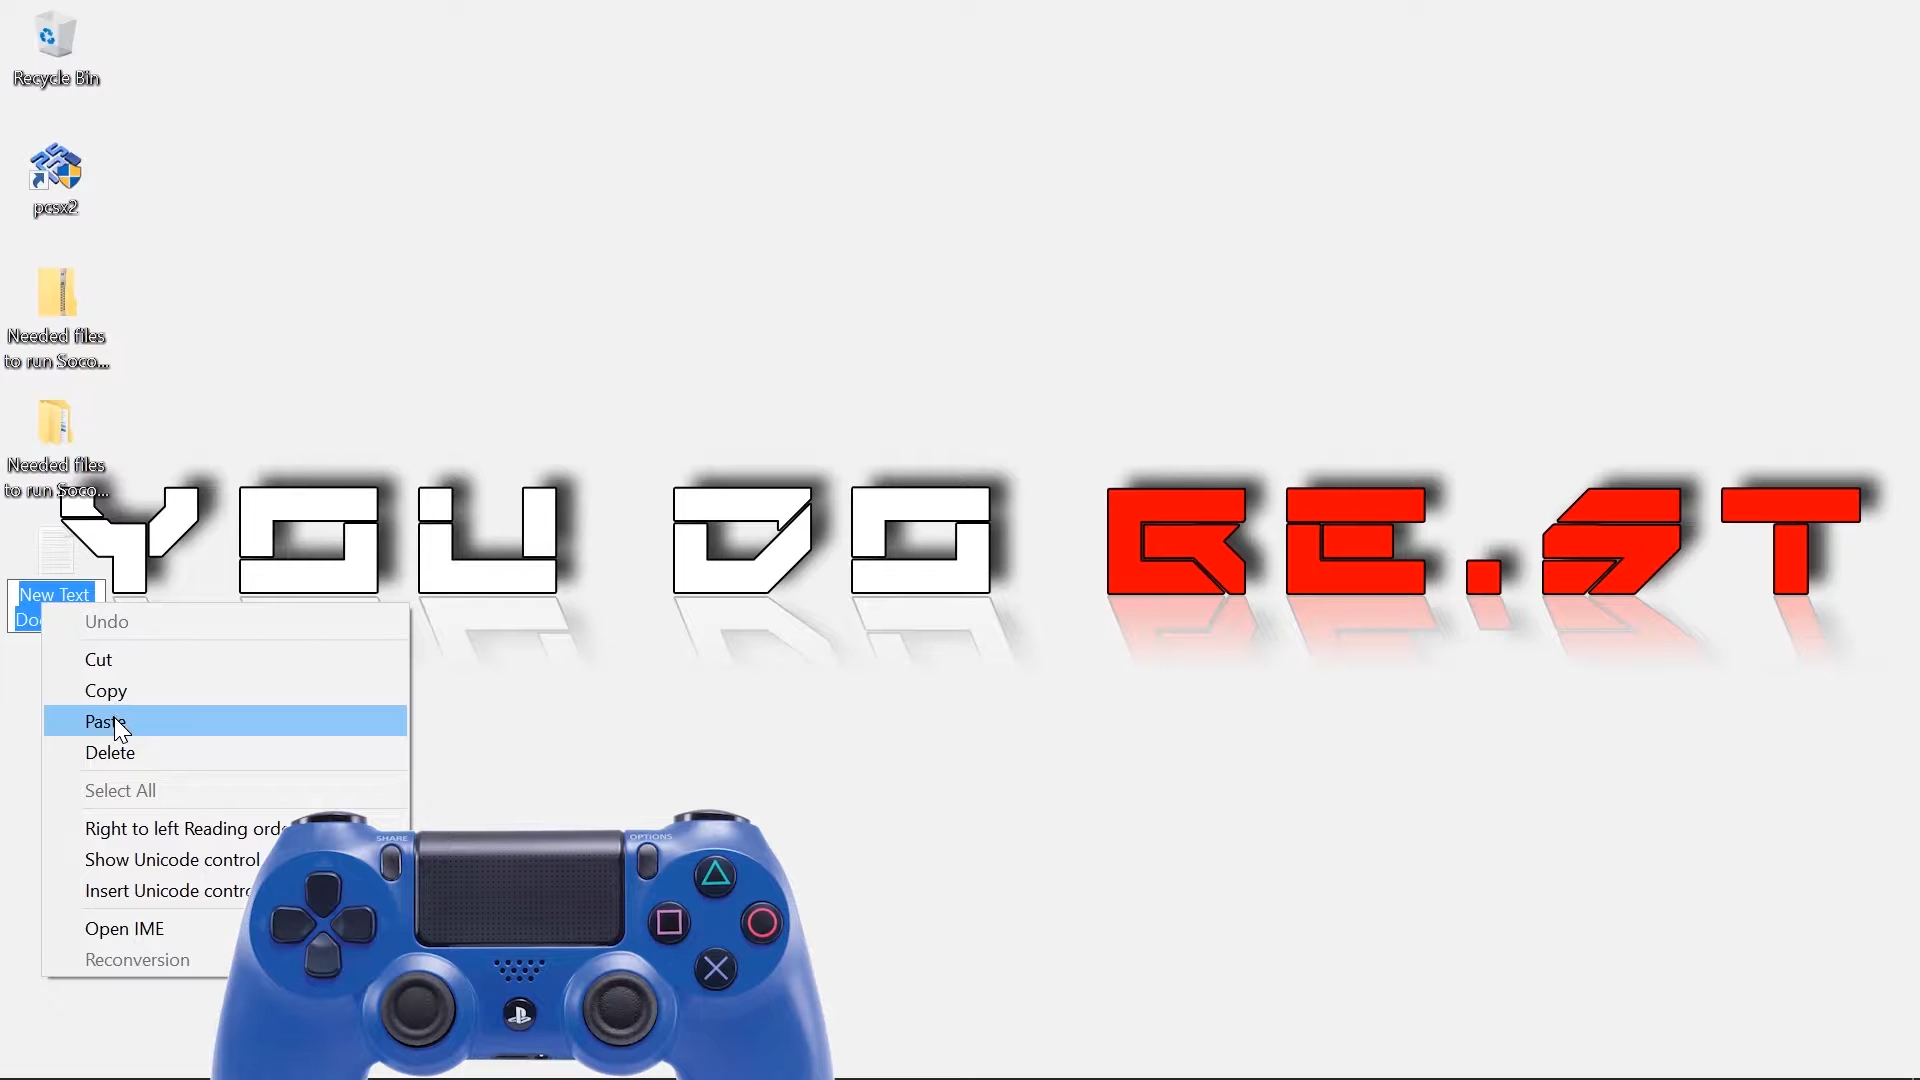 Recycle Bin
pcsx2
Needed files
to run Soco...
Needed files
to run Soco...
YOU DO BE.ST
New Text
Undo
Cut
Copy
Paste
Delete
Select All
Right to left Reading
Show Unicode control
Insert Unicode
Open IME
Reconversion
SHARE
OPTIONS